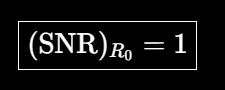 (SNR)_{R_0} = 1